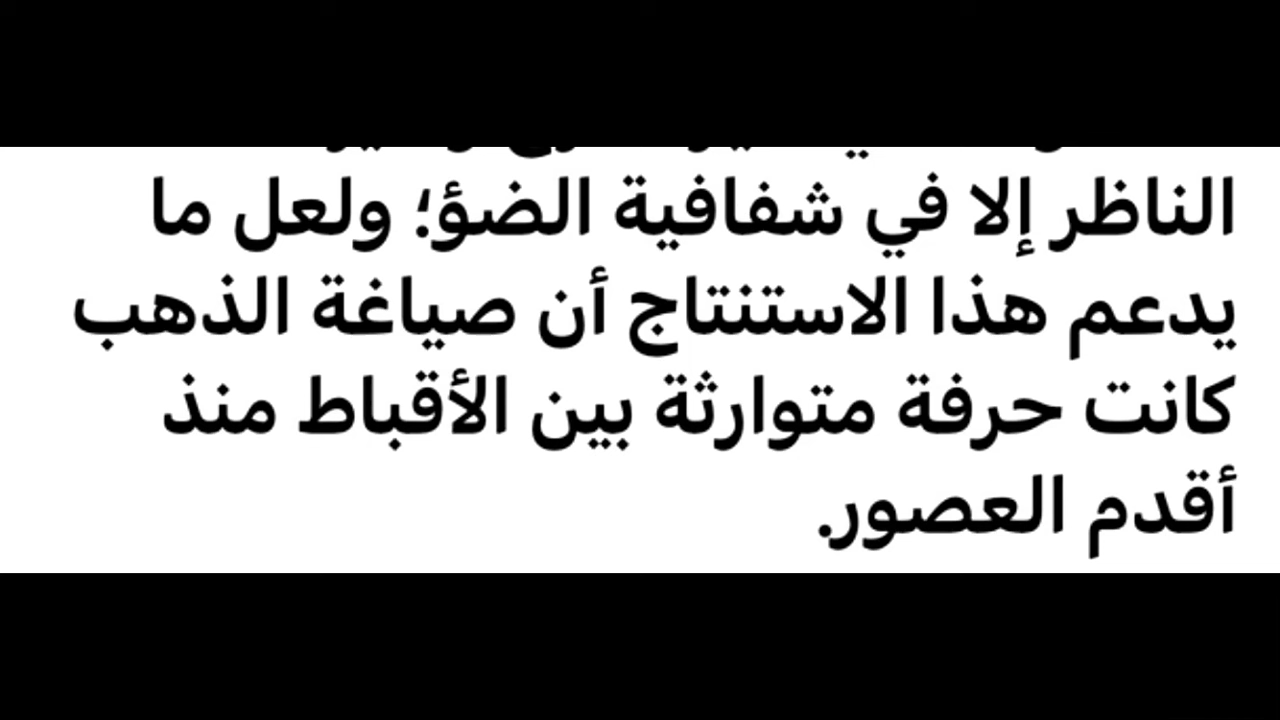 الناظر إلا في شفافية الضؤ؛ ولعل ما
يدعم هذا الاستنتاج أن صياغة الذهب
كانت حرفة متوارثة بين الأقباط منذ
أقدم العصور.